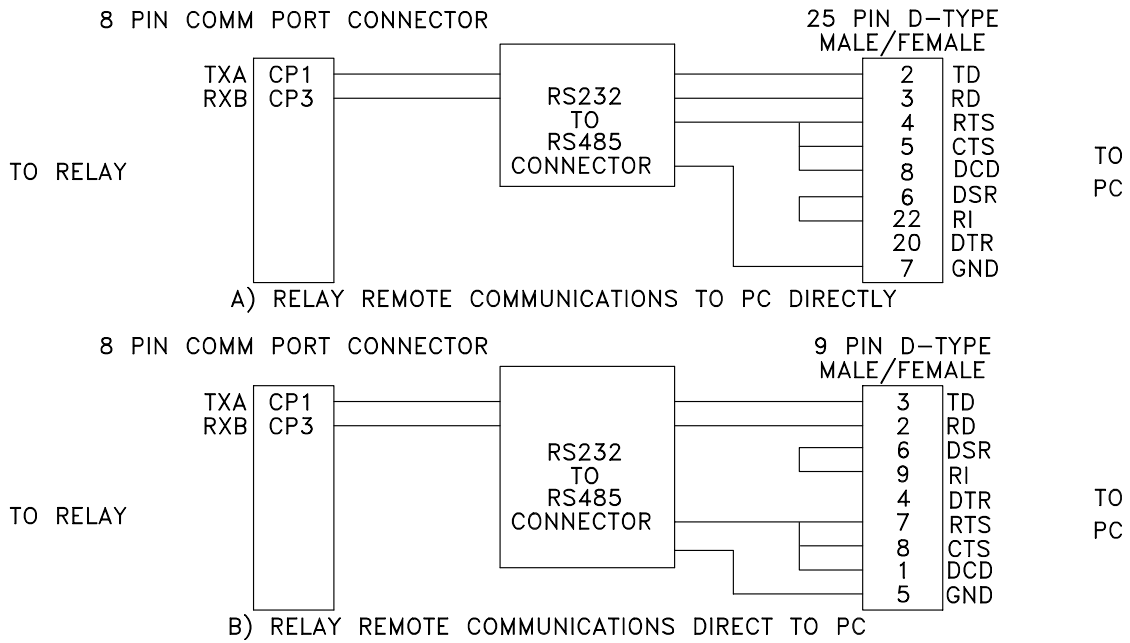 8 PIN COMM PORT CONNECTOR
25 PIN D-TYPE
MALE/FEMALE
TXA CP1
RXB CP3
TO RELAY
RS232
TO
RS485
CONNECTOR
2 TD
3 RD
4 RTS
5 CTS
8 DCD
6 DSR
22 RI
20 DTR
7 GND
TO
PC
A) RELAY REMOTE COMMUNICATIONS TO PC DIRECTLY
8 PIN COMM PORT CONNECTOR
9 PIN D-TYPE
MALE/FEMALE
TXA CP1
RXB CP3
TO RELAY
RS232
TO
RS485
CONNECTOR
3 TD
2 RD
6 DSR
9 RI
4 DTR
7 RTS
8 CTS
1 DCD
5 GND
TO
PC
B) RELAY REMOTE COMMUNICATIONS DIRECT TO PC